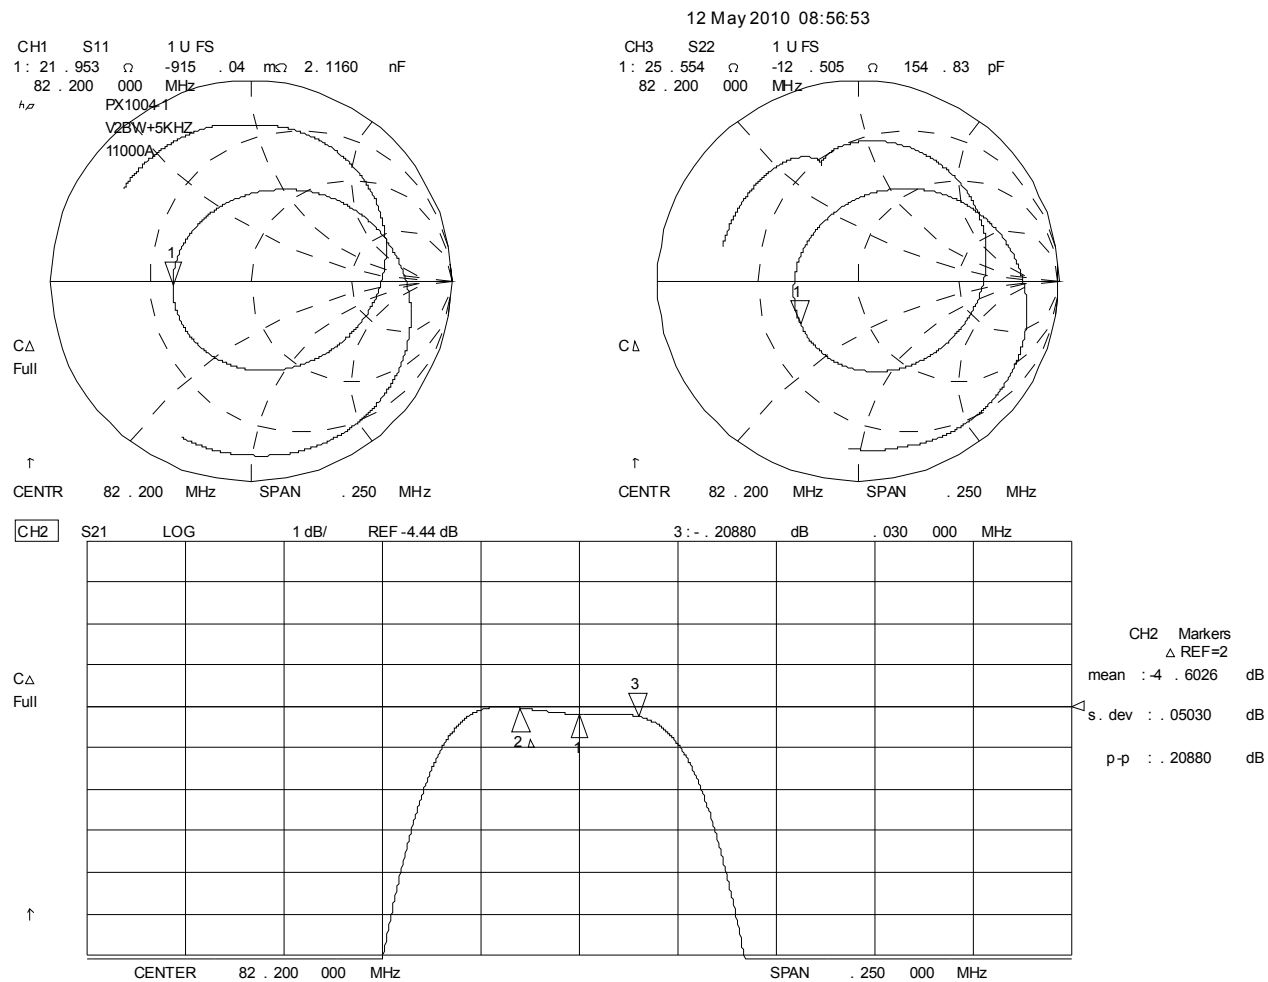 12 May 2010 08:56:53
CH1 S11 1 U FS
1 : 21 . 953 Ω -915 . 04 mΩ 2. 1160 nF
82 . 200 000 MHz
PX1004-1
V2BW+5KHZ
11000A
1
C∆
Full
↑
CENTR 82 . 200 MHz SPAN . 250 MHz
CH3 S22 1 U FS
1 : 25 . 554 Ω -12 . 505 Ω 154 . 83 pF
82 . 200 000 MHz
1
C∆
↑
CENTR 82 . 200 MHz SPAN . 250 MHz
CH2 S21 LOG 1 dB/ REF -4.44 dB 3 : - . 20880 dB . 030 000 MHz
C∆
Full
↑
3
2 ∆ 1
CH2 Markers
∆ REF=2
mean : -4 . 6026 dB
s. dev : . 05030 dB
p-p : . 20880 dB
CENTER 82 . 200 000 MHz SPAN . 250 000 MHz